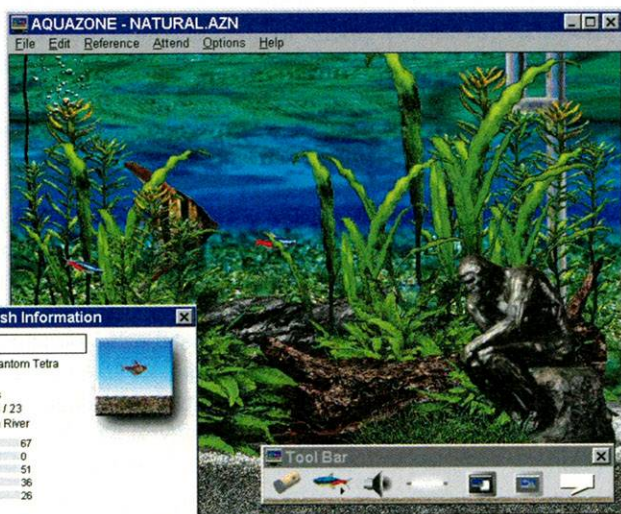 AQUAZONE - NATURAL.AZN
File Edit Reference Attend Options Help
sh Information
antom Tetra
/ 23
River
67
0
51
36
26
Tool Bar